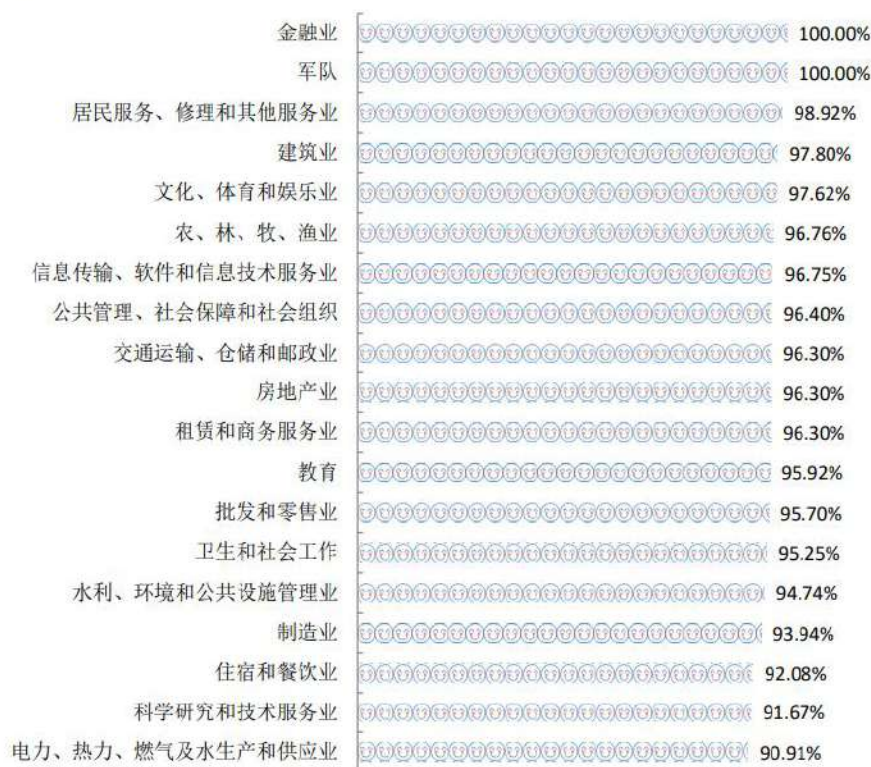 金融业 100.00%
军队 100.00%
居民服务、修理和其他服务业 98.92%
建筑业 97.80%
文化、体育和娱乐业 97.62%
农、林、牧、渔业 96.76%
信息传输、软件和信息技术服务业 96.75%
公共管理、社会保障和社会组织 96.40%
交通运输、仓储和邮政业 96.30%
房地产业 96.30%
租赁和商务服务业 96.30%
教育 95.92%
批发和零售业 95.70%
卫生和社会工作 95.25%
水利、环境和公共设施管理业 94.74%
制造业 93.94%
住宿和餐饮业 92.08%
科学研究和技术服务业 91.67%
电力、热力、燃气及水生产和供应业 90.91%